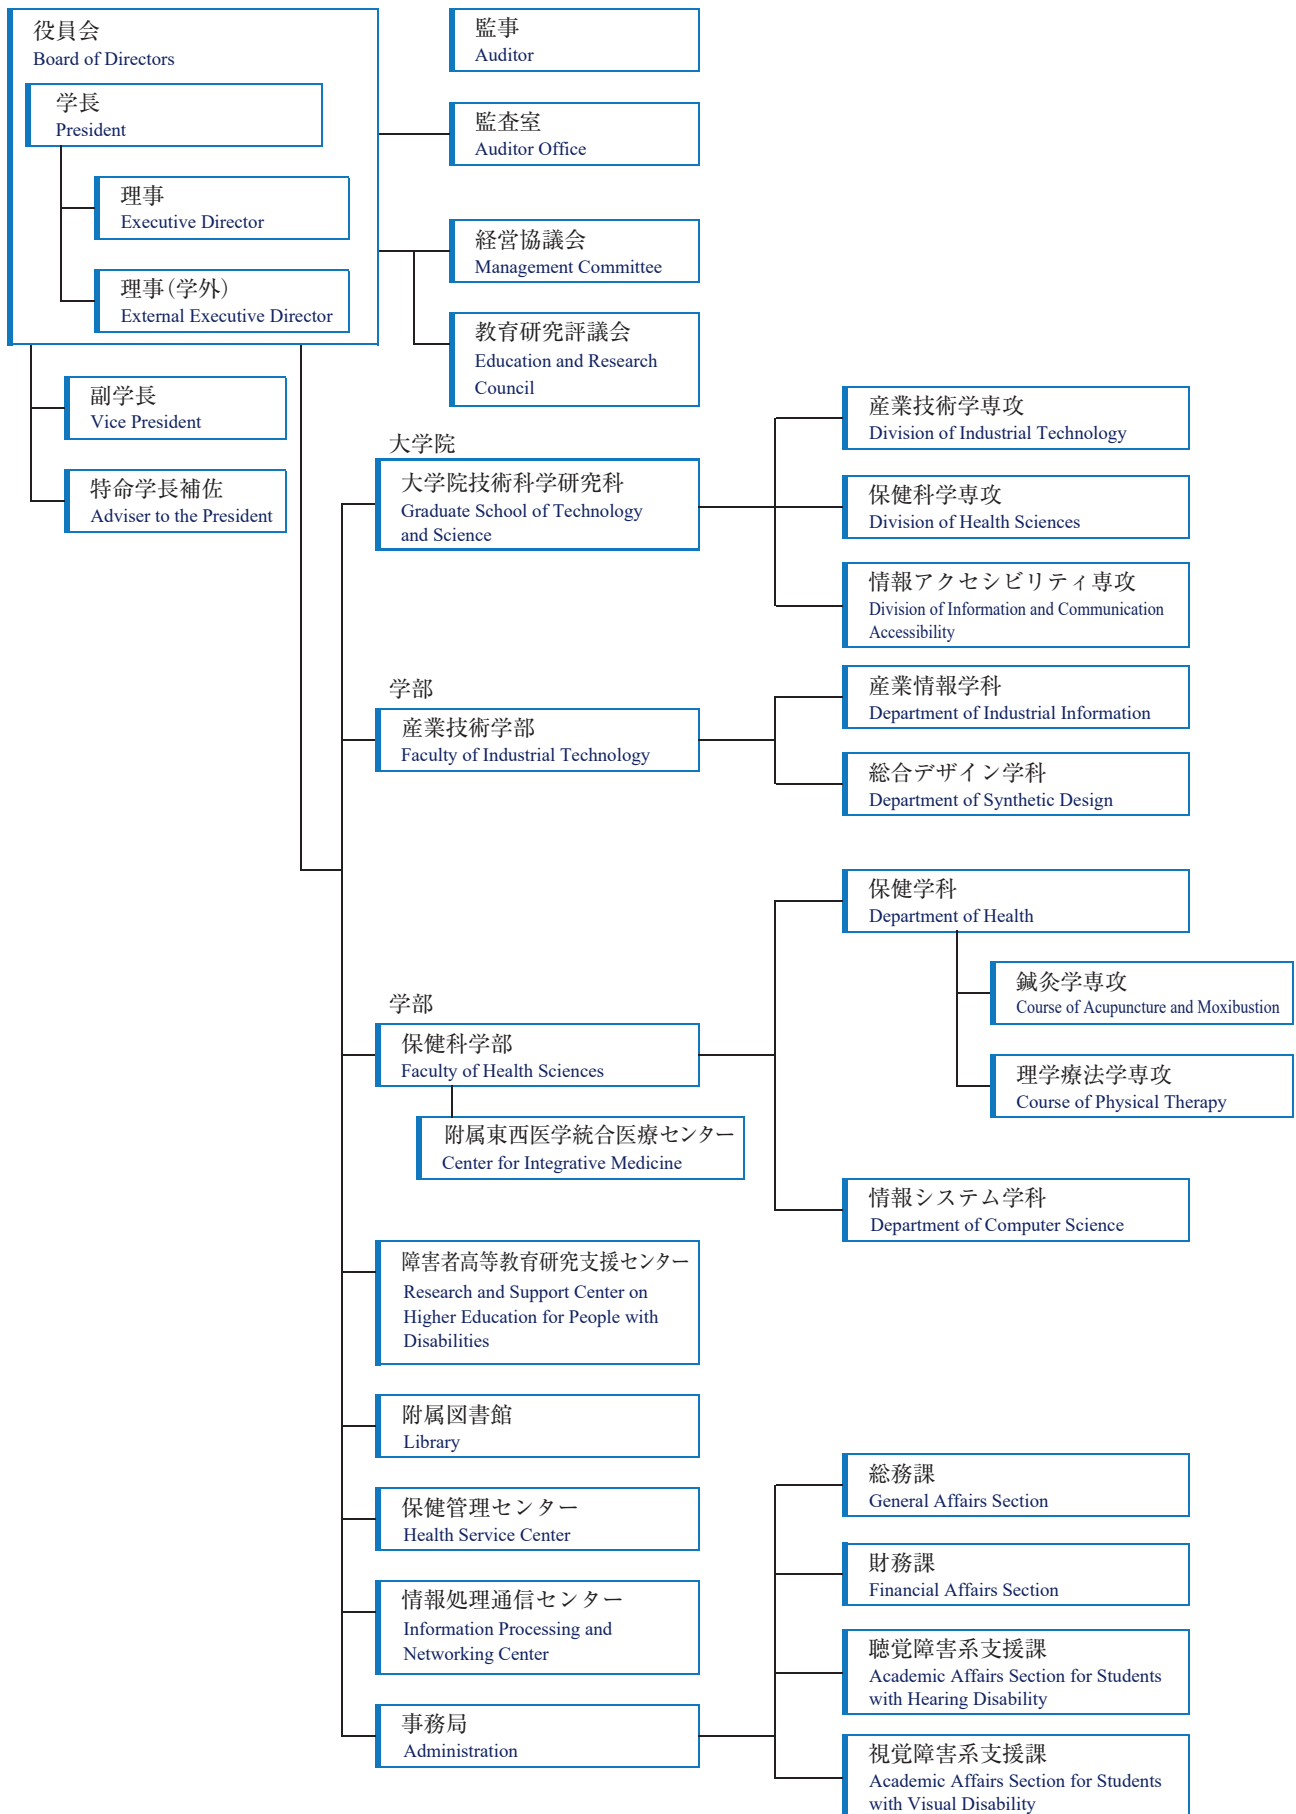 役員会
Board of Directors
学長
President
理事
Executive Director
理事（学外）
External Executive Director
副学長
Vice President
特命学長補佐
Adviser to the President
監事
Auditor
監査室
Auditor Office
経営協議会
Management Committee
教育研究評議会
Education and Research
Council
大学院
大学院技術科学研究科
Graduate School of Technology
and Science
産業技術学専攻
Division of Industrial Technology
保健科学専攻
Division of Health Sciences
情報アクセシビリティ専攻
Division of Information and Communication
Accessibility
学部
産業技術学部
Faculty of Industrial Technology
産業情報学科
Department of Industrial Information
総合デザイン学科
Department of Synthetic Design
学部
保健科学部
Faculty of Health Sciences
附属東西医学統合医療センター
Center for Integrative Medicine
保健学科
Department of Health
鍼灸学専攻
Course of Acupuncture and Moxibustion
理学療法学専攻
Course of Physical Therapy
情報システム学科
Department of Computer Science
障害者高等教育研究支援センター
Research and Support Center on
Higher Education for People with
Disabilities
附属図書館
Library
保健管理センター
Health Service Center
情報処理通信センター
Information Processing and
Networking Center
事務局
Administration
総務課
General Affairs Section
財務課
Financial Affairs Section
聴覚障害系支援課
Academic Affairs Section for Students
with Hearing Disability
視覚障害系支援課
Academic Affairs Section for Students
with Visual Disability